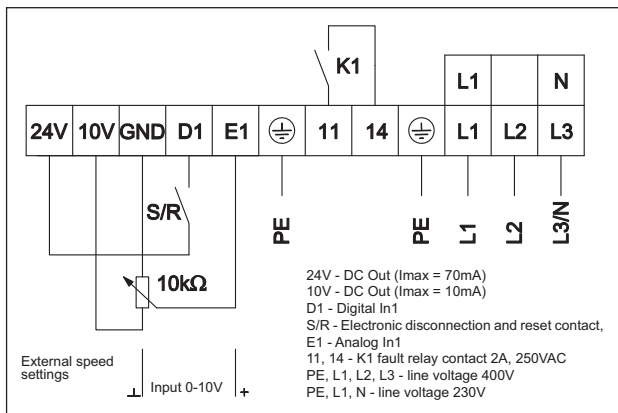 K1
L1 N
24V 10V GND D1 E1 11 14 L1 L2 L3
S/R
PE PE L1 L2 L3/N
10kΩ
24V - DC Out (Imax = 70mA)
10V - DC Out (Imax = 10mA)
D1 - Digital In1
S/R - Electronic disconnection and reset contact,
E1 - Analog In1
11, 14 - K1 fault relay contact 2A, 250VAC
PE, L1, L2, L3 - line voltage 400V
PE, L1, N - line voltage 230V
External speed
settings
Input 0-10V +